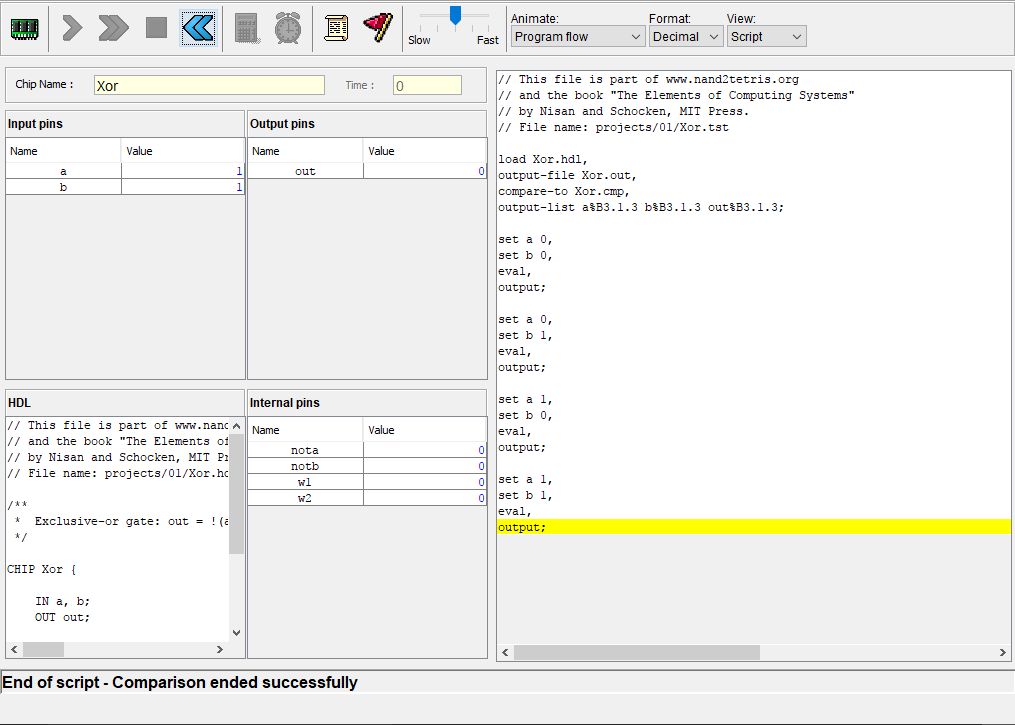 Slow
Fast
Animate:
Program flow
Format:
Decimal
View:
Script
Chip Name :
Xor
Time :
0
Input pins
Name
Value
a
1
b
1
Output pins
Name
Value
out
0
HDL
// This file is part of www.nand
// and the book "The Elements of
// by Nisan and Schocken, MIT Pr
// File name: projects/01/Xor.hd
/**
* Exclusive-or gate: out = !(a
*/
CHIP Xor {
IN a, b;
OUT out;
Internal pins
Name
Value
nota
0
notb
0
w1
0
w2
0
// This file is part of www.nand2tetris.org
// and the book "The Elements of Computing Systems"
// by Nisan and Schocken, MIT Press.
// File name: projects/01/Xor.tst
load Xor.hdl,
output-file Xor.out,
compare-to Xor.cmp,
output-list a%B3.1.3 b%B3.1.3 out%B3.1.3;
set a 0,
set b 0,
eval,
output;
set a 0,
set b 1,
eval,
output;
set a 1,
set b 0,
eval,
output;
set a 1,
set b 1,
eval,
output;
End of script - Comparison ended successfully